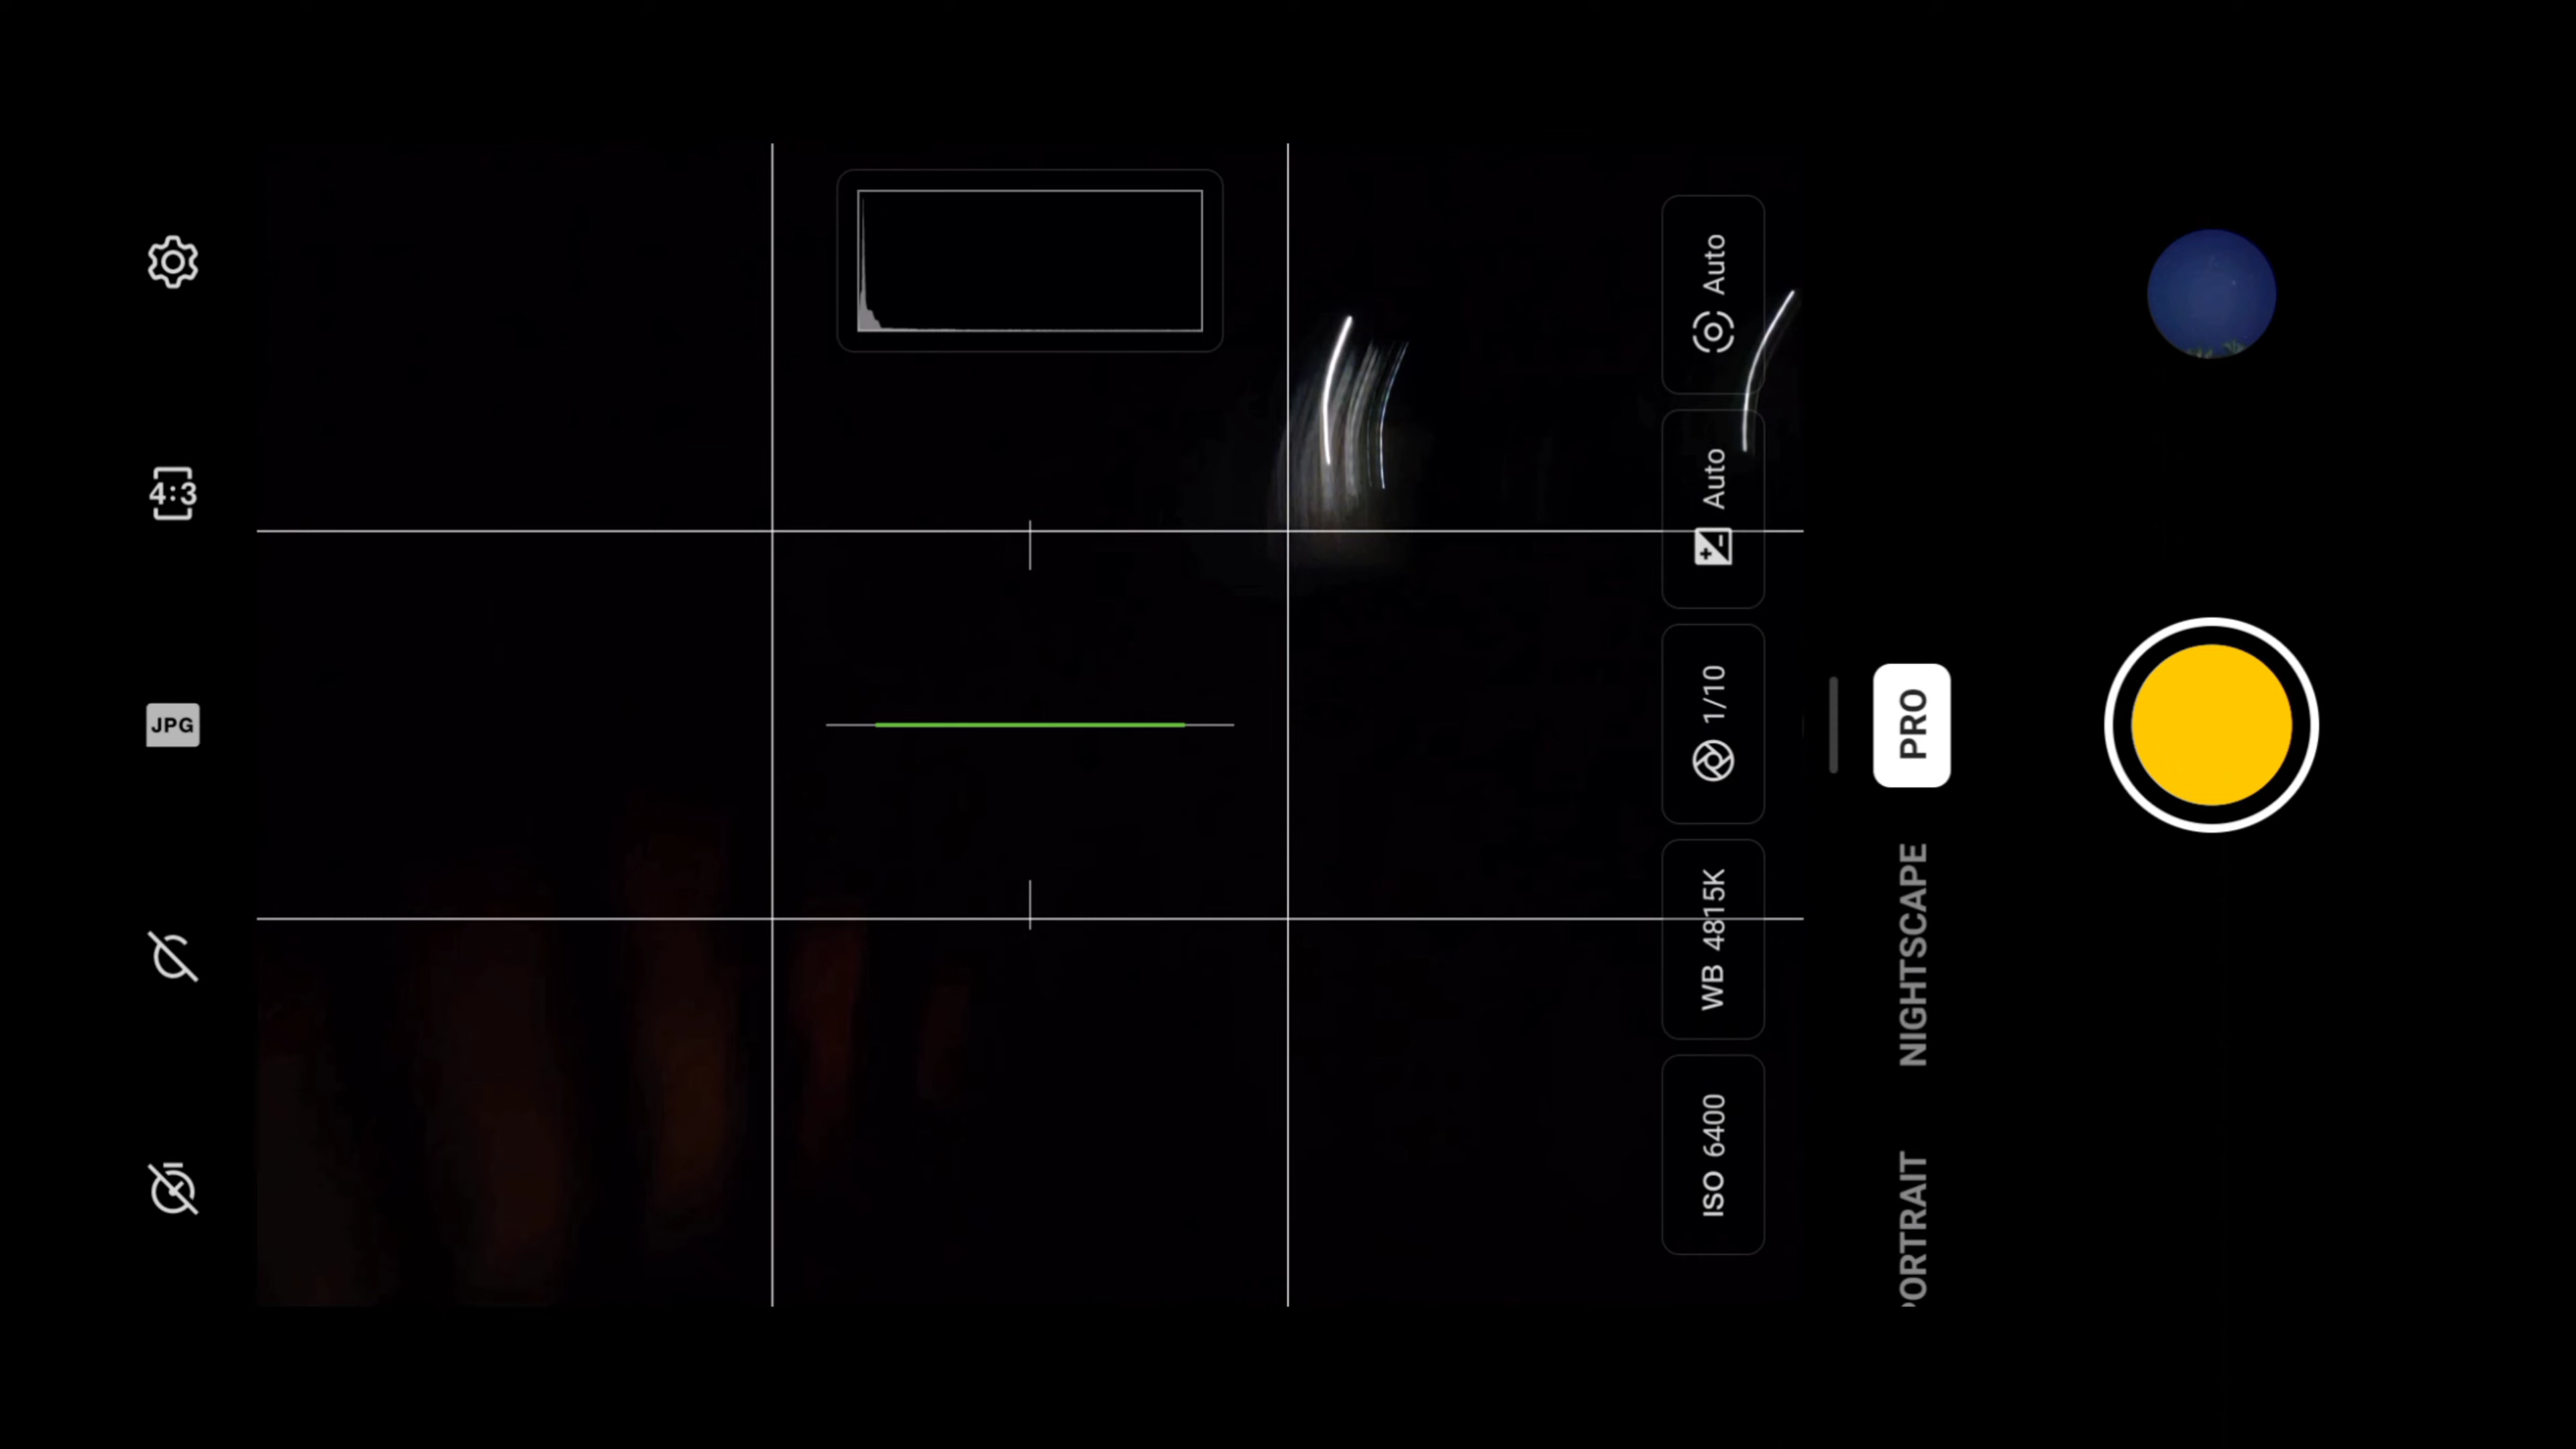 4:3
JPG
Auto
Auto
1/10
WB 4815K
ISO 6400
PRO
NIGHTSCAPE
PORTRAIT